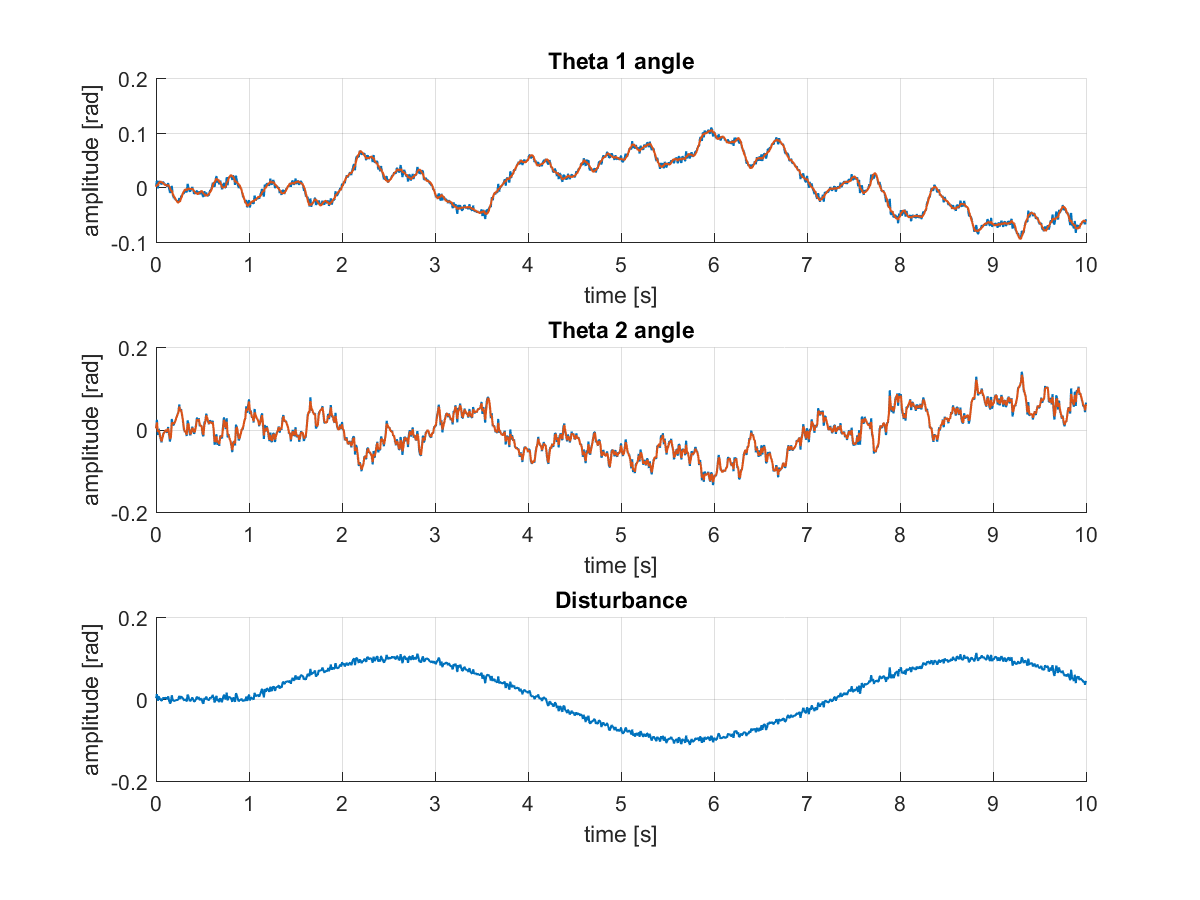 Theta 1 angle
amplitude [rad]
0.2
0.1
0
-0.1
0 1 2 3 4 5 6 7 8 9 10
time [s]
Theta 2 angle
amplitude [rad]
0.2
0
-0.2
0 1 2 3 4 5 6 7 8 9 10
time [s]
Disturbance
amplitude [rad]
0.2
0
-0.2
0 1 2 3 4 5 6 7 8 9 10
time [s]